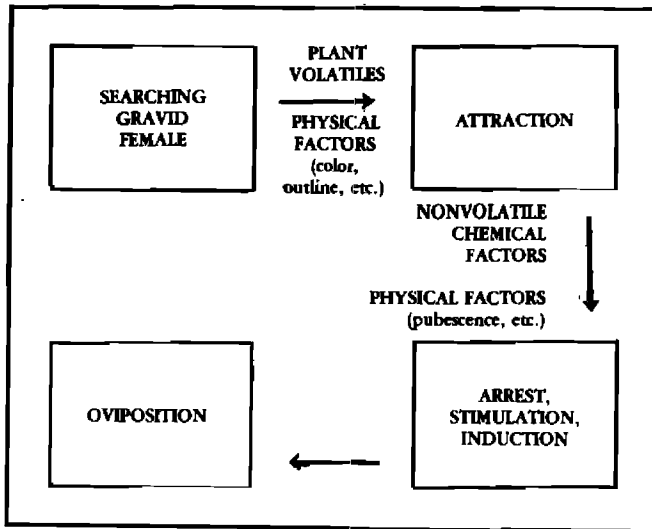 SEARCHING
GRAVID
FEMALE
PLANT
VOLATILES
PHYSICAL
FACTORS
(color,
outline, etc.)
ATTRACTION
NONVOLATILE
CHEMICAL
FACTORS
PHYSICAL FACTORS
(pubescence, etc.)
ARREST,
STIMULATION,
INDUCTION
OVIPOSITION